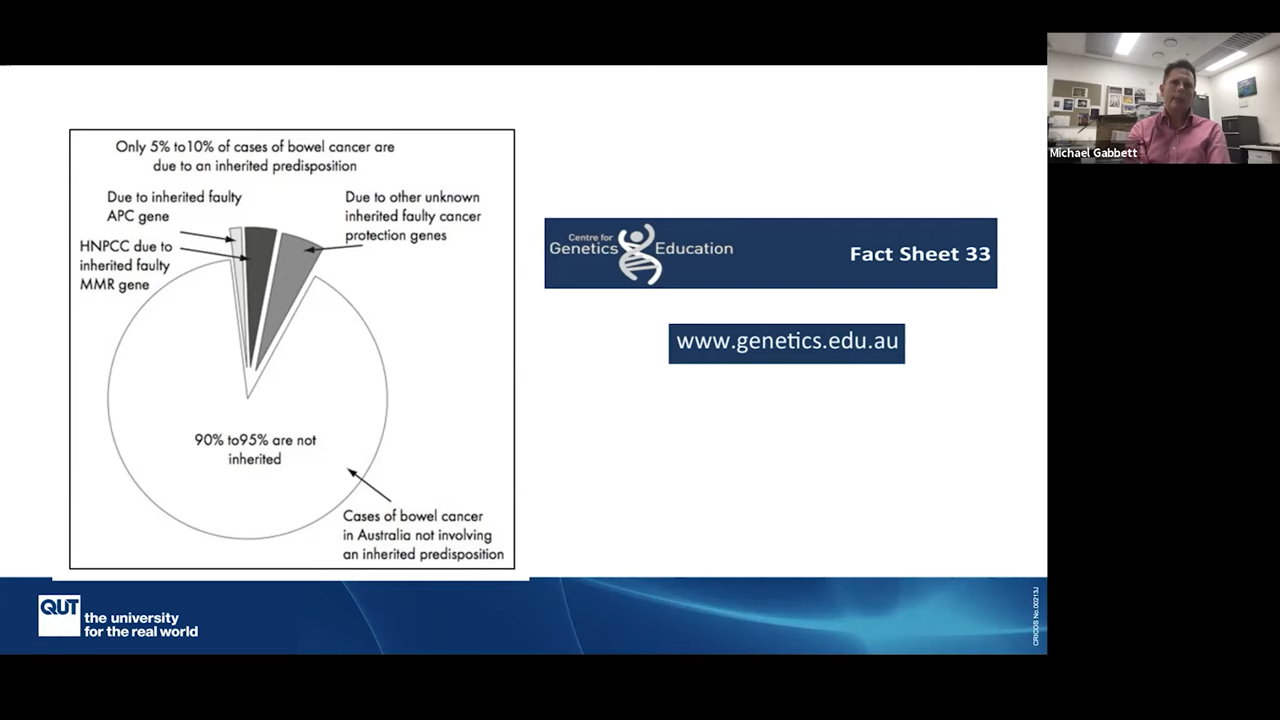 Only 5% to10% of cases of bowel cancer are
due to an inherited predisposition
Due to inherited faulty
APC gene
HNPCC due to
inherited faulty
MMR gene
Due to other unknown
inherited faulty cancer
protection genes
90% to95% are not
inherited
Cases of bowel cancer
in Australia not involving
an inherited predisposition
Centre for
Genetics Education
Fact Sheet 33
www.genetics.edu.au
QUT
the university
for the real world
CRICOS No.00213J
Michael Gabbett